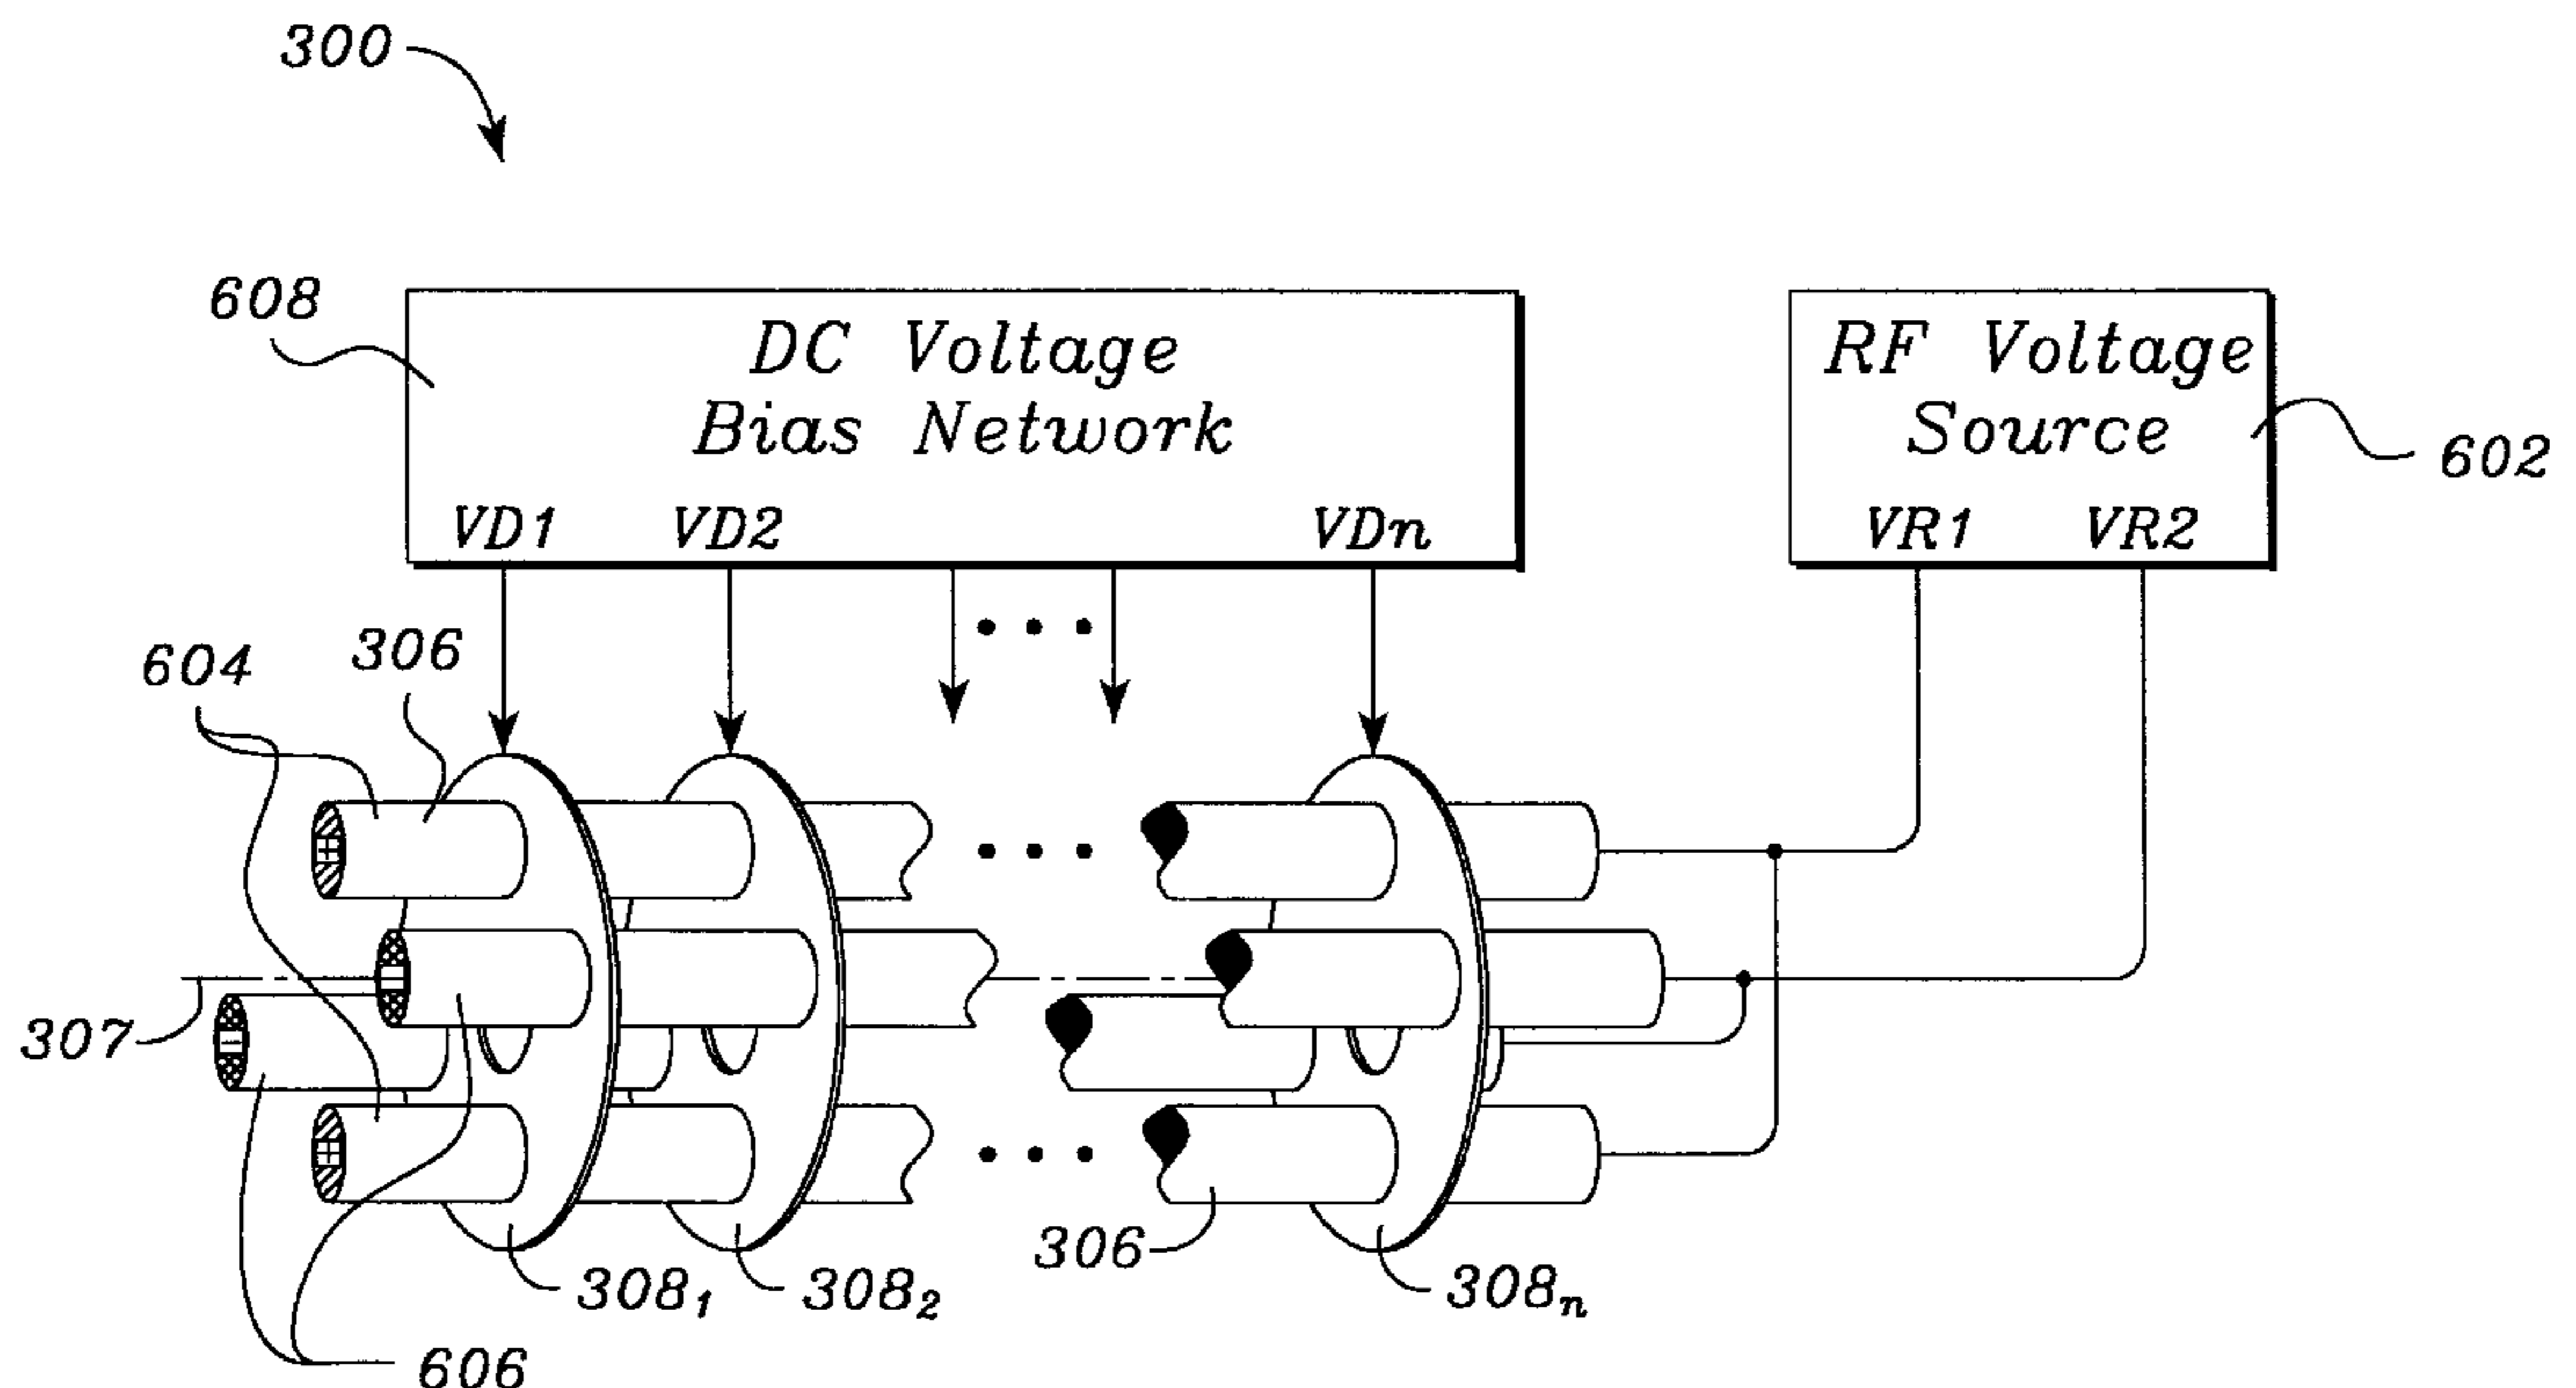 300
608
DC Voltage
Bias Network
VD1 VD2 VDn
RF Voltage
Source
VR1 VR2
602
604
306
307
306
308₁
308₂
308ₙ
606